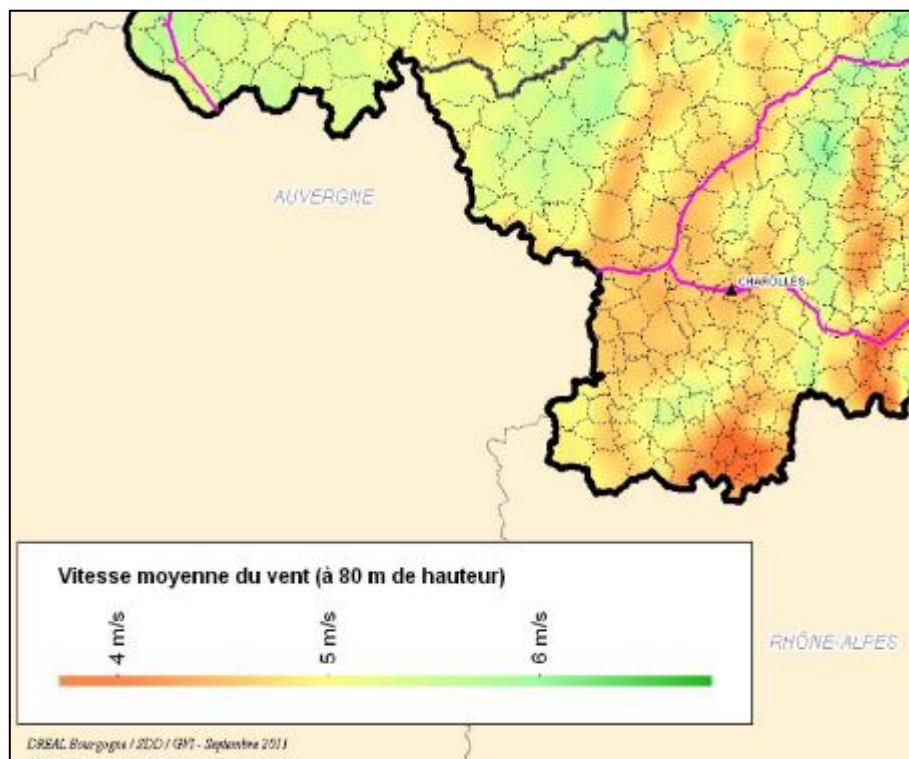 AUVERGNE
CHAROLLES
Vitesse moyenne du vent (à 80 m de hauteur)
4 m/s
5 m/s
6 m/s
RHÔNE-ALPES
DREAL Bourgogne / SDD / GVI - Septembre 2011